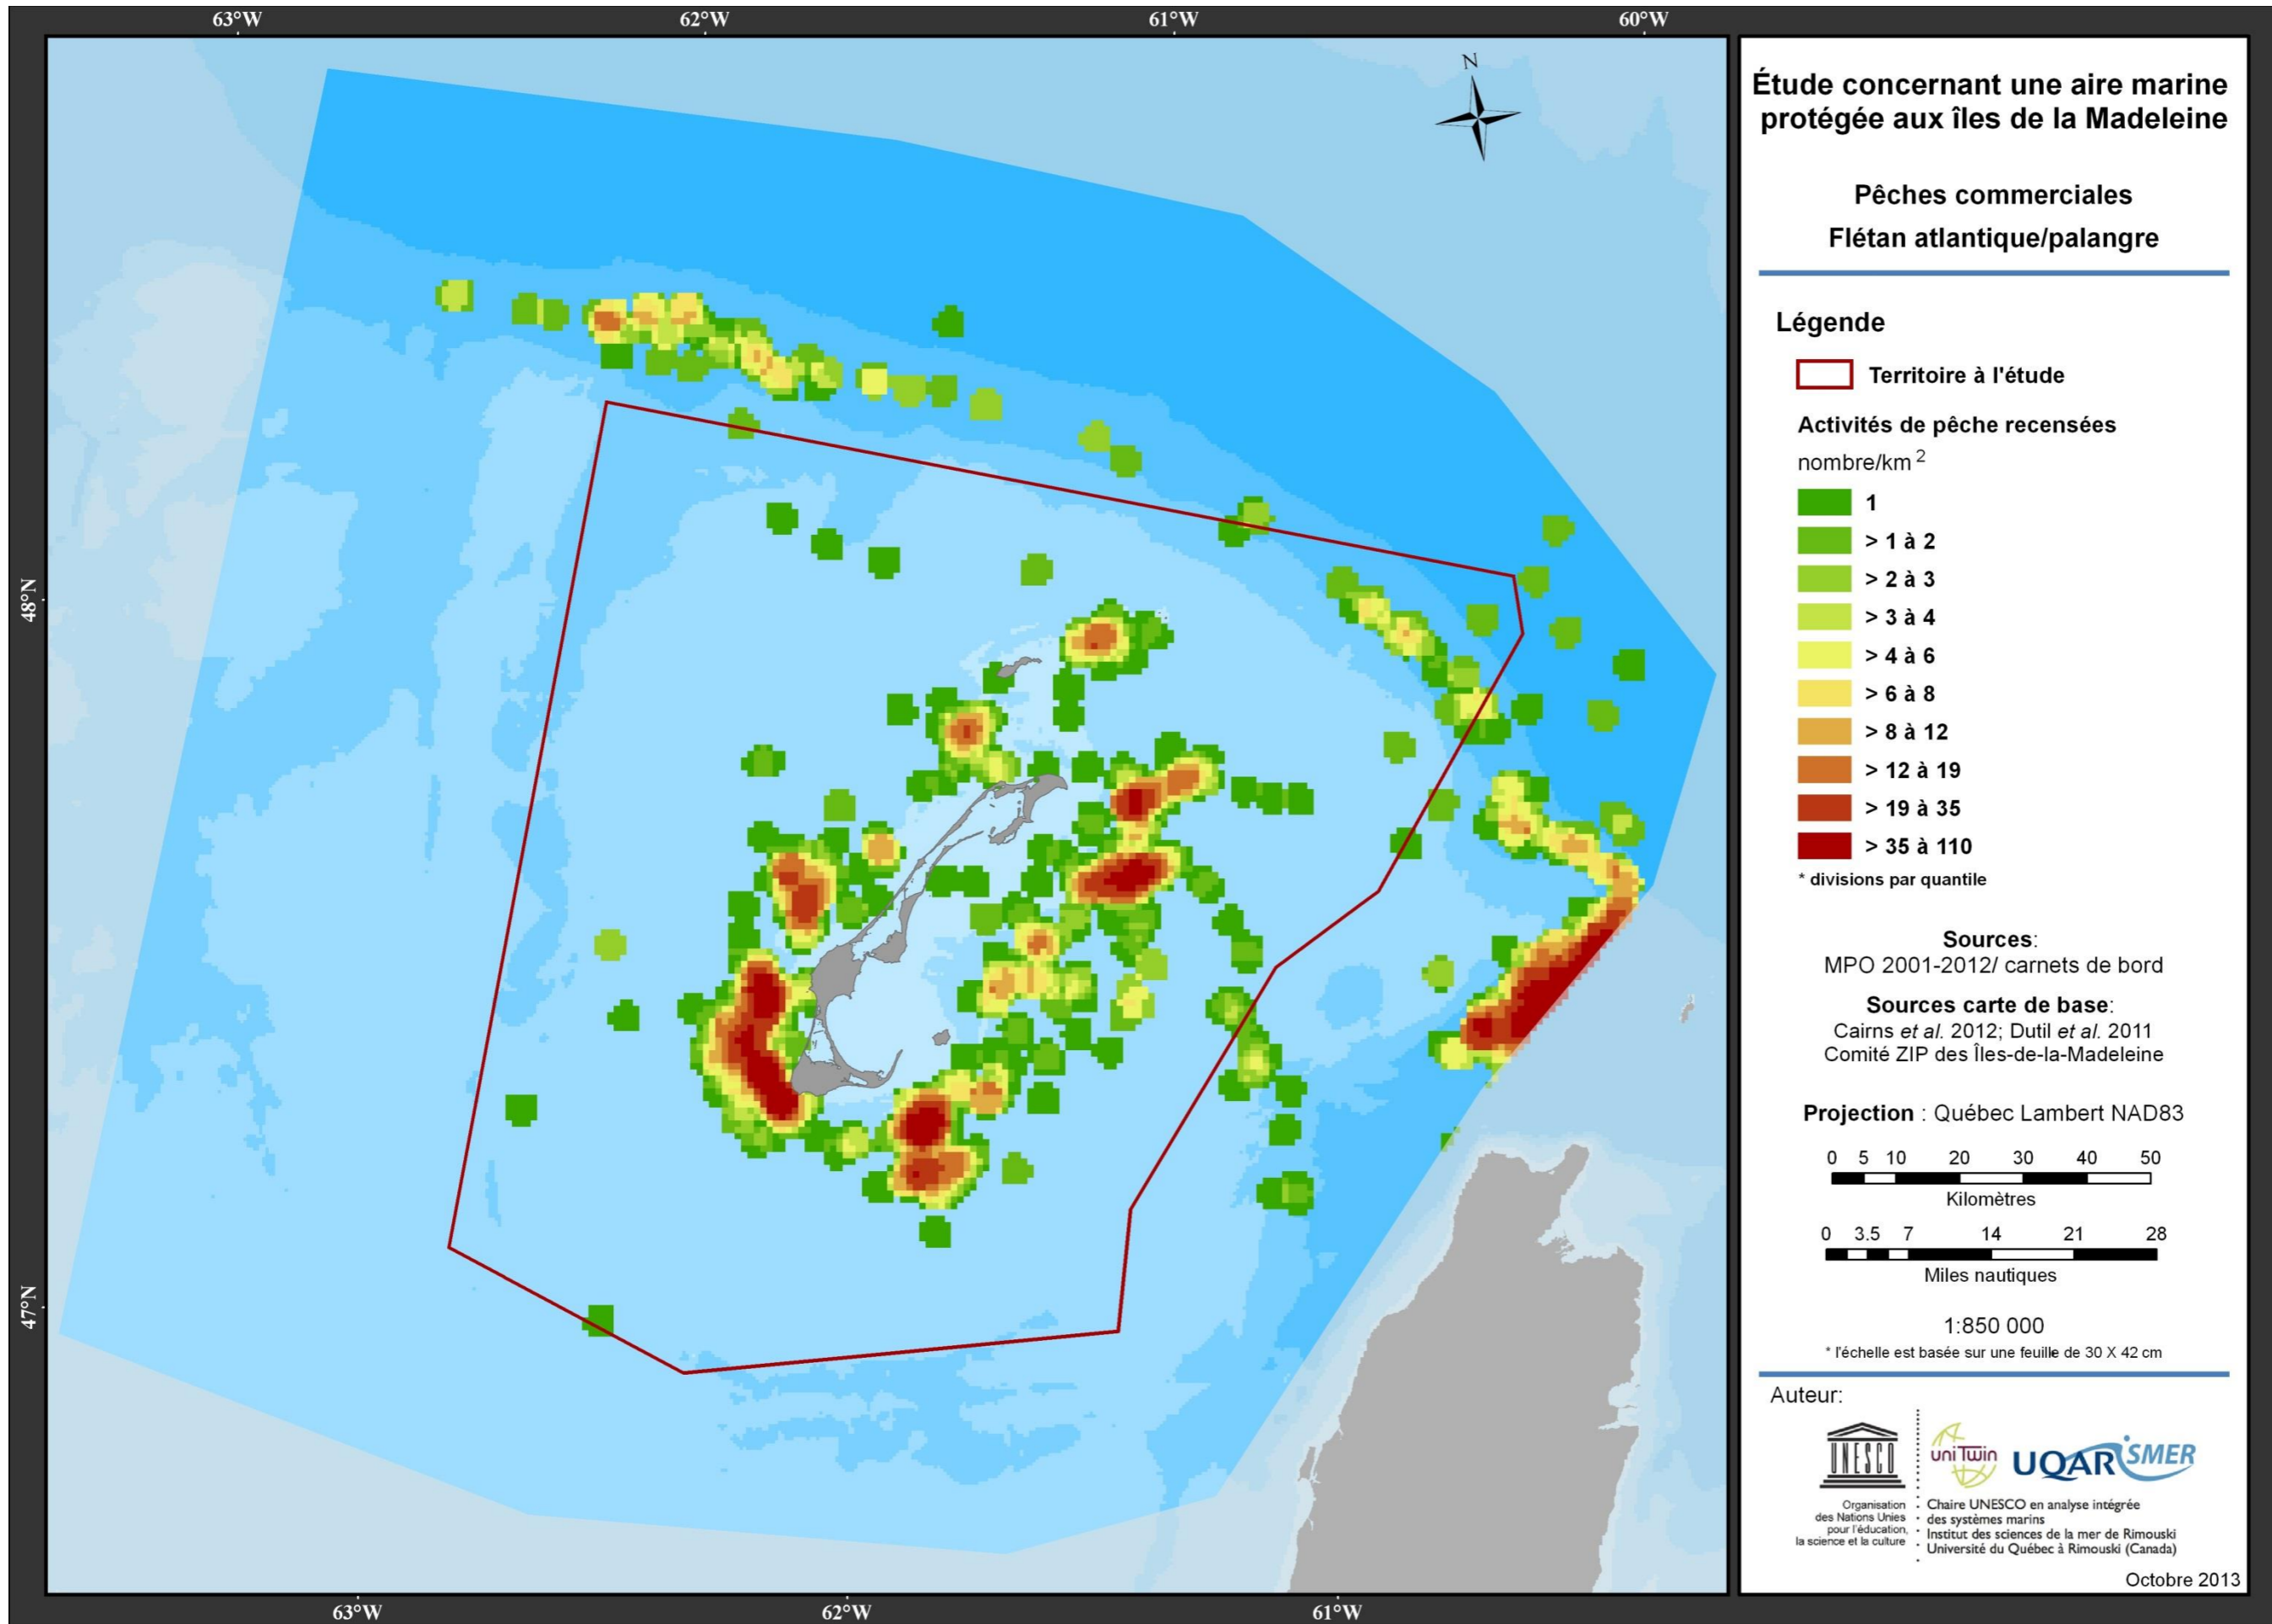 63°W
62°W
61°W
60°W
48°N
47°N
N
63°W
62°W
61°W
Étude concernant une aire marine
protégée aux îles de la Madeleine
Pêches commerciales
Flétan atlantique/palangre
Légende
Territoire à l'étude
Activités de pêche recensées
nombre/km 2
1
> 1 à 2
> 2 à 3
> 3 à 4
> 4 à 6
> 6 à 8
> 8 à 12
> 12 à 19
> 19 à 35
> 35 à 110
* divisions par quantile
Sources:
MPO 2001-2012/ carnets de bord
Sources carte de base:
Cairns et al. 2012; Dutil et al. 2011
Comité ZIP des Îles-de-la-Madeleine
Projection : Québec Lambert NAD83
0 5 10 20 30 40 50
Kilomètres
0 3.5 7 14 21 28
Miles nautiques
1:850 000
* l'échelle est basée sur une feuille de 30 X 42 cm
Auteur:
UNESCO
uniTwin
UQAR
iSMER
Organisation
des Nations Unies
pour l'éducation,
la science et la culture
Chaire UNESCO en analyse intégrée
des systèmes marins
Institut des sciences de la mer de Rimouski
Université du Québec à Rimouski (Canada)
Octobre 2013